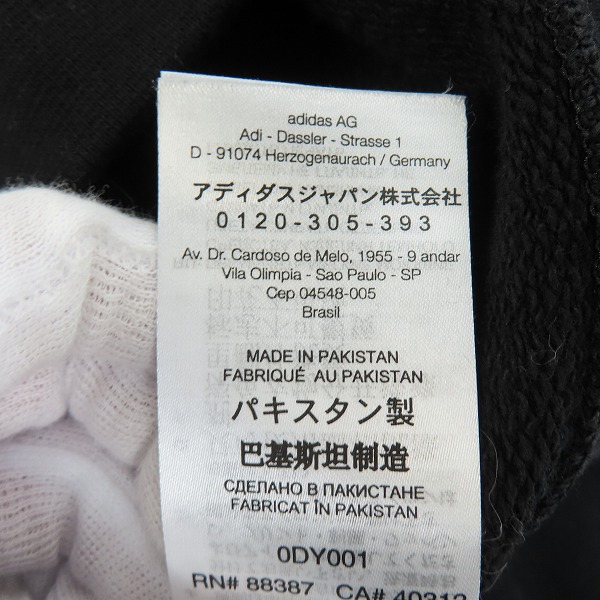 adidas AG
Adi - Dassler - Strasse 1
D - 91074 Herzogenaurach / Germany
アディダスジャパン株式会社
0120-305-393
Av. Dr. Cardoso de Melo, 1955 - 9 andar
Vila Olimpia - Sao Paulo - SP
Cep 04548-005
Brasil
MADE IN PAKISTAN
FABRIQUÉ AU PAKISTAN
パキスタン製
巴基斯坦制造
СДЕЛАНО В ПАКИСТАНЕ
FABRICAT ÎN PAKISTAN
0DY001
RN# 88387 CA# 40312